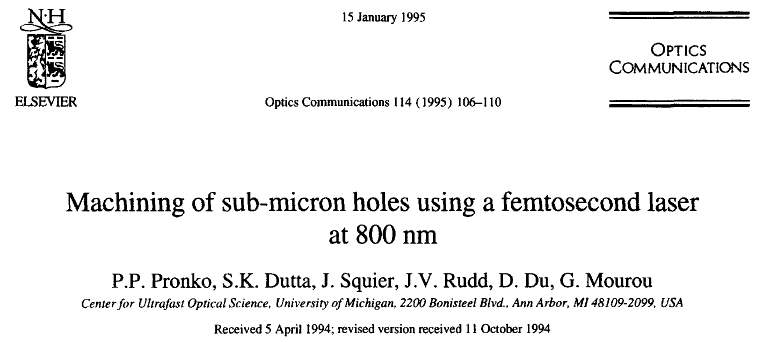 N·H
ELSEVIER
15 January 1995
Optics Communications 114 (1995) 106–110
OPTICS
COMMUNICATIONS
Machining of sub-micron holes using a femtosecond laser
at 800 nm
P.P. Pronko, S.K. Dutta, J. Squier, J.V. Rudd, D. Du, G. Mourou
Center for Ultrafast Optical Science, University of Michigan, 2200 Bonisteel Blvd., Ann Arbor, MI 48109-2099, USA
Received 5 April 1994; revised version received 11 October 1994